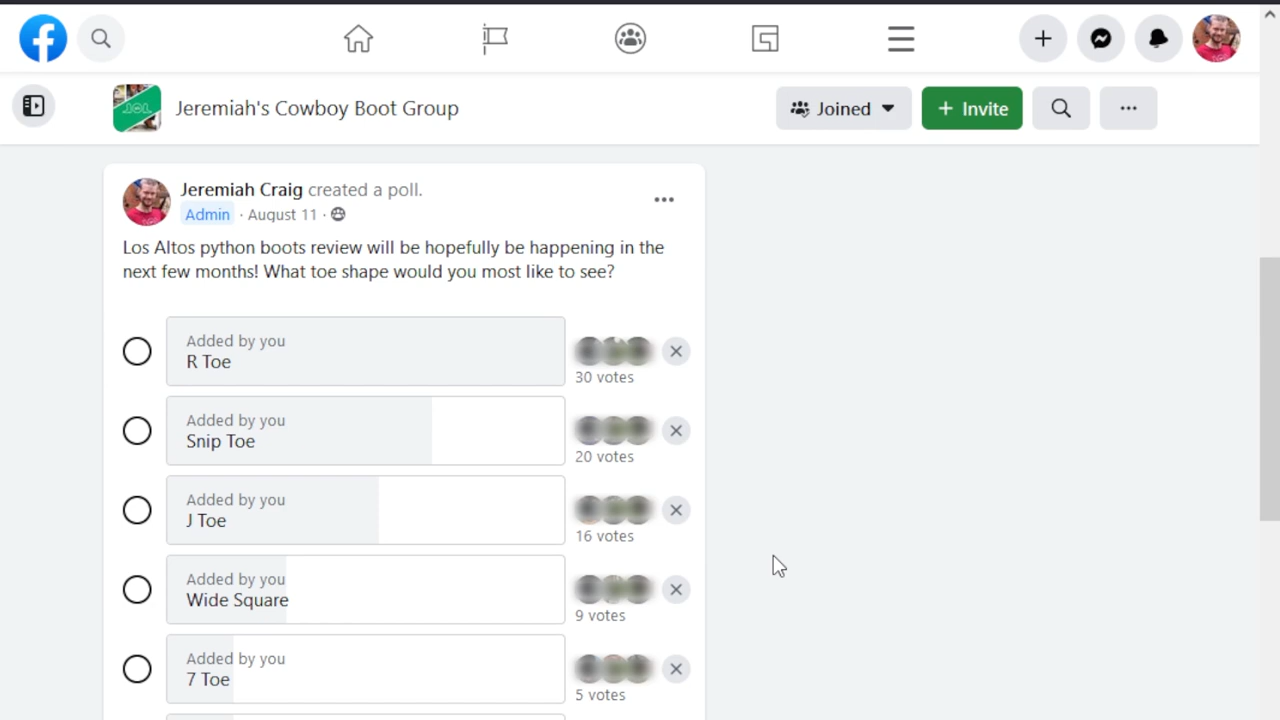 Jeremiah's Cowboy Boot Group
Joined
+ Invite
Jeremiah Craig created a poll.
Admin · August 11 ·
Los Altos python boots review will be hopefully be happening in the
next few months! What toe shape would you most like to see?
Added by you
R Toe
30 votes
Added by you
Snip Toe
20 votes
Added by you
J Toe
16 votes
Added by you
Wide Square
9 votes
Added by you
7 Toe
5 votes